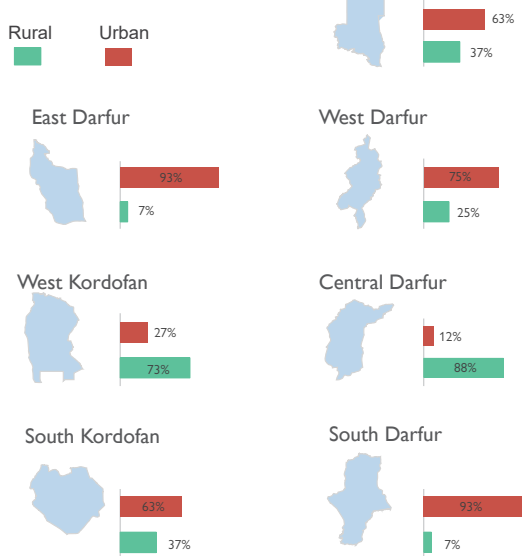 63%
Rural Urban
37%
East Darfur
93%
7%
West Darfur
75%
25%
West Kordofan
27%
73%
Central Darfur
12%
88%
South Kordofan
63%
37%
South Darfur
93%
7%